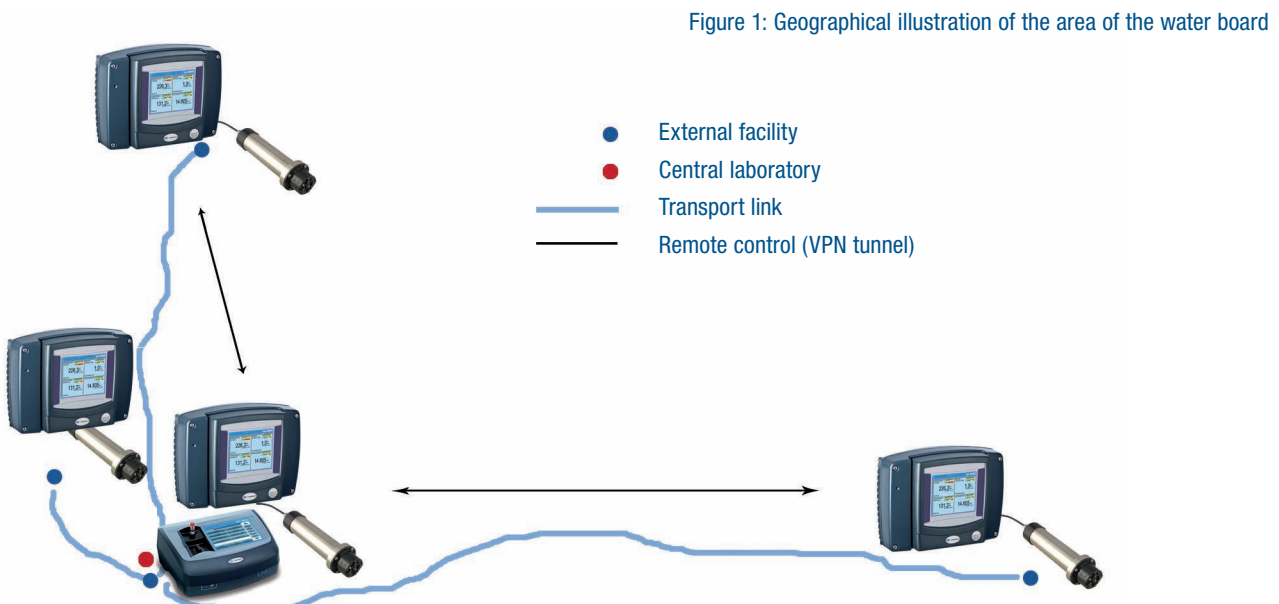 Figure 1: Geographical illustration of the area of the water board
External facility
Central laboratory
Transport link
Remote control (VPN tunnel)